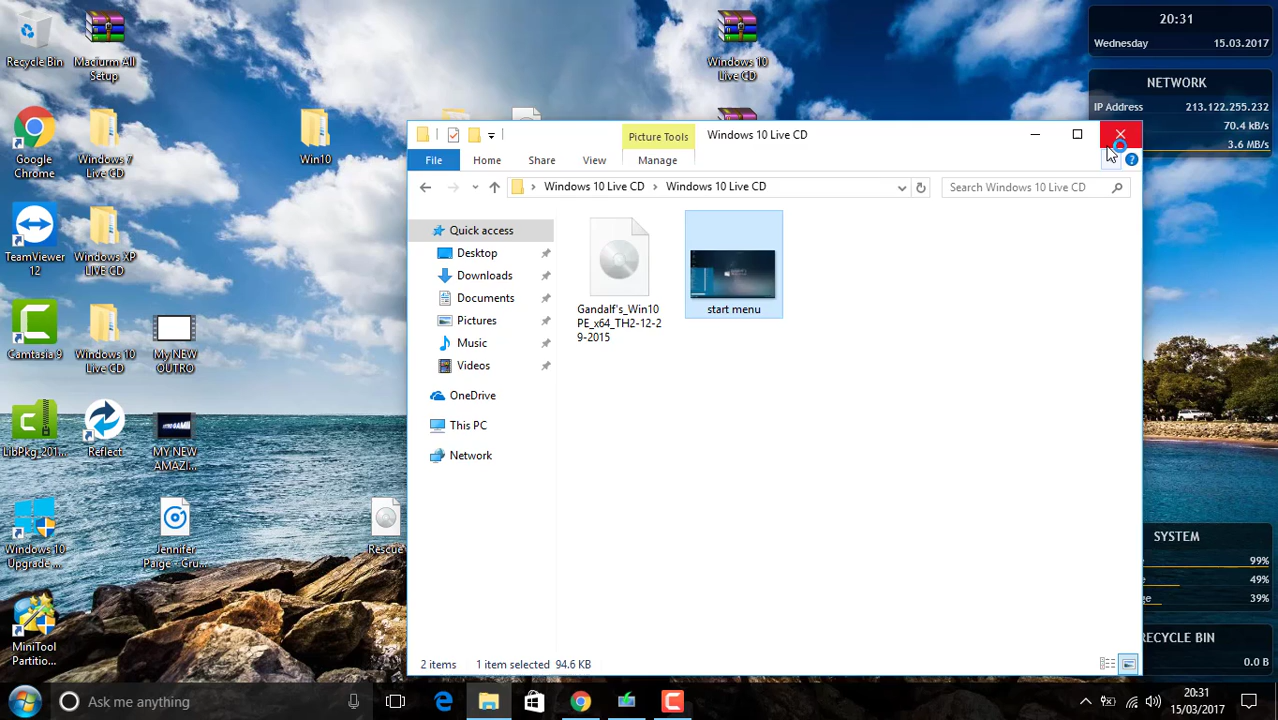 Recycle Bin
Maciurm All
Setup
Windows 10
Live CD
20:31
Wednesday
15.03.2017
NETWORK
IP Address
213.122.255.232
70.4 kB/s
3.6 MB/s
Google
Chrome
Windows 7
LIVE CD
Win10
TeamViewer
12
Windows XP
LIVE CD
Camtasia 9
Windows 10
Live CD
My NEW
OUTRO
LibPkg_201...
Reflect
MY NEW
AMAZI...
Windows 10
Upgrade ...
Jennifer
Paige - Gru...
Rescue
MiniTool
Partitio...
Picture Tools
Windows 10 Live CD
File
Home
Share
View
Manage
Windows 10 Live CD
Windows 10 Live CD
Search Windows 10 Live CD
Quick access
Desktop
Downloads
Documents
Pictures
Music
Videos
OneDrive
This PC
Network
Gandalf's_Win10
PE_x64_TH2-12-2
9-2015
start menu
2 items
1 item selected 94.6 KB
SYSTEM
99%
49%
39%
ECYCLE BIN
0.0 B
Ask me anything
20:31
15/03/2017